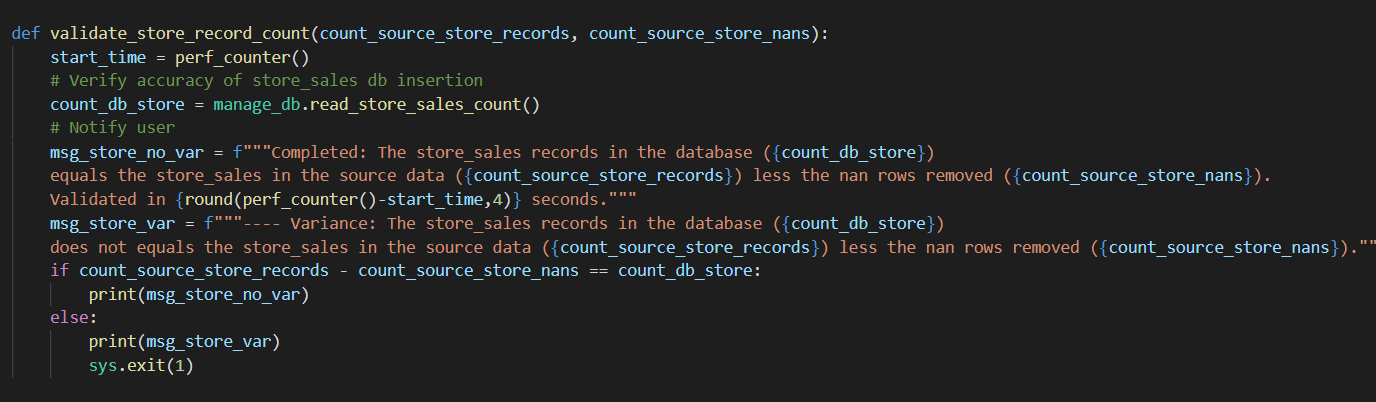 def validate_store_record_count(count_source_store_records, count_source_store_nans):
    start_time = perf_counter()
    # Verify accuracy of store_sales db insertion
    count_db_store = manage_db.read_store_sales_count()
    # Notify user
    msg_store_no_var = f"""Completed: The store_sales records in the database ({count_db_store})
    equals the store_sales in the source data ({count_source_store_records}) less the nan rows removed ({count_source_store_nans}).
    Validated in {round(perf_counter()-start_time,4)} seconds."""
    msg_store_var = f"""---- Variance: The store_sales records in the database ({count_db_store})
    does not equals the store_sales in the source data ({count_source_store_records}) less the nan rows removed ({count_source_store_nans}).""
    if count_source_store_records - count_source_store_nans == count_db_store:
        print(msg_store_no_var)
    else:
        print(msg_store_var)
        sys.exit(1)